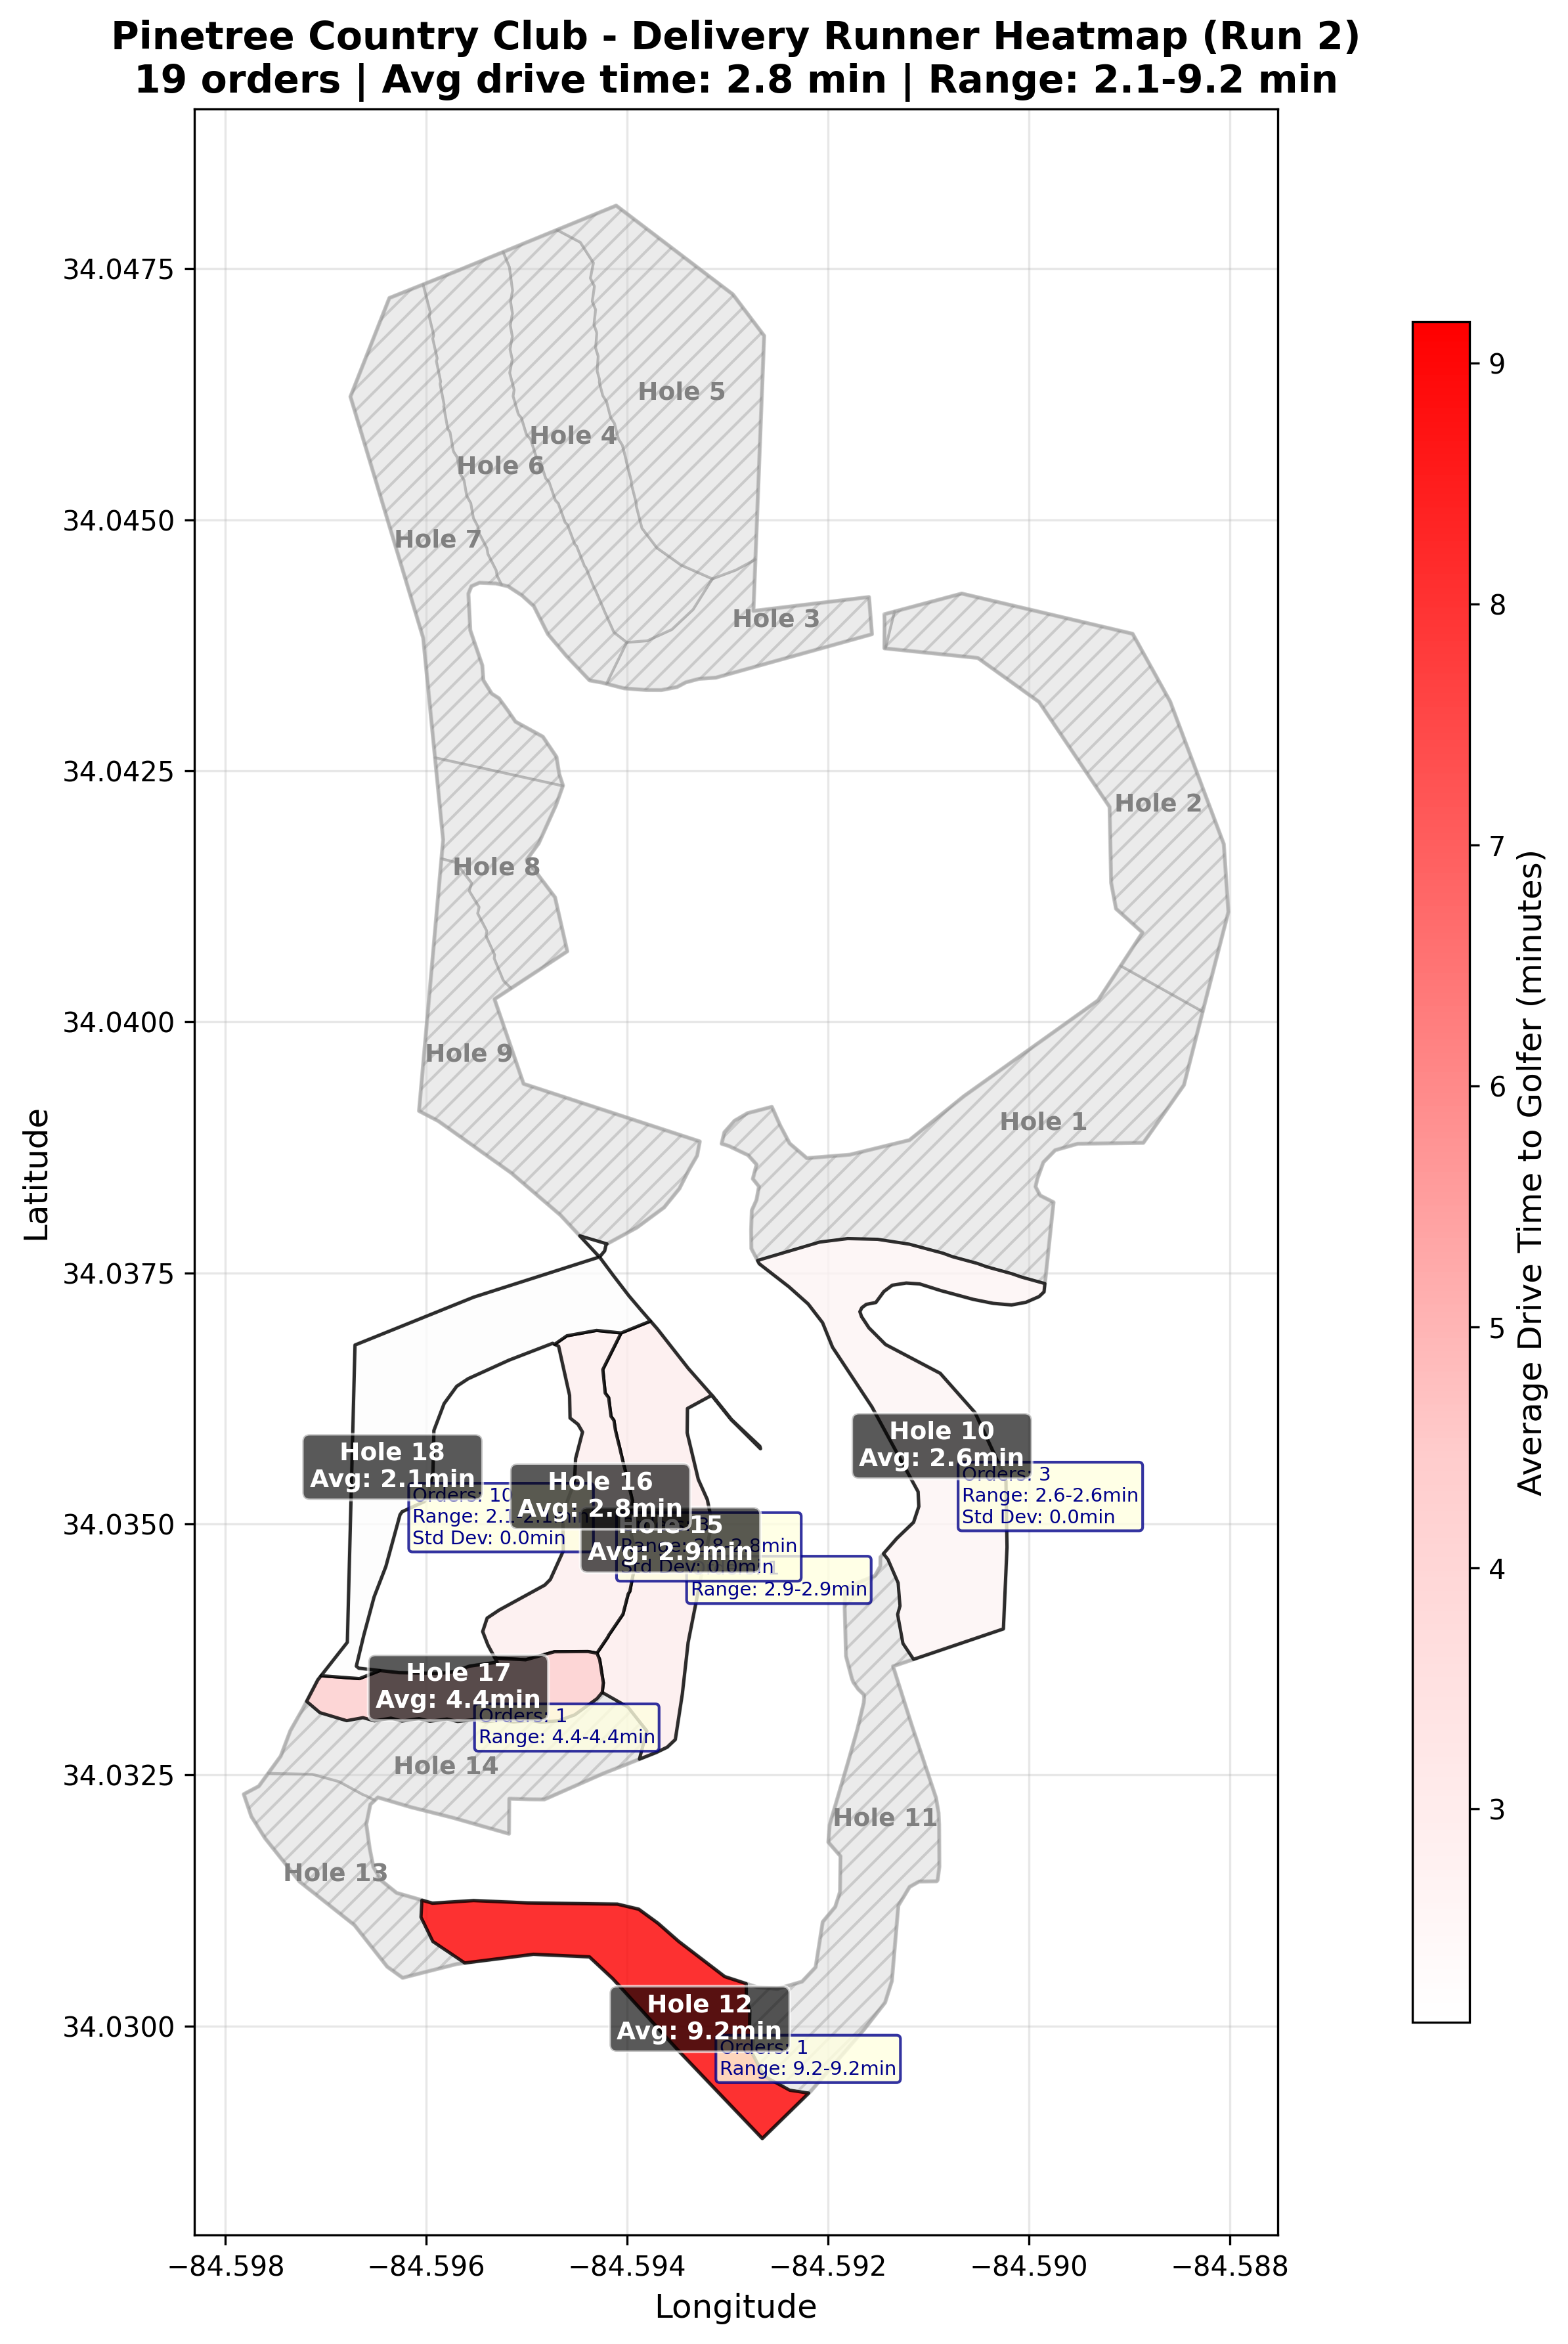 Pinetree Country Club - Delivery Runner Heatmap (Run 2)
19 orders | Avg drive time: 2.8 min | Range: 2.1-9.2 min
34.0475
34.0450
34.0425
34.0400
34.0375
34.0350
34.0325
34.0300
Latitude
Hole 5
Hole 4
Hole 6
Hole 7
Hole 3
Hole 2
Hole 8
Hole 9
Hole 1
Hole 10
Avg: 2.6min
Orders: 3
Range: 2.6-2.6min
Std Dev: 0.0min
Hole 18
Avg: 2.1min
Orders: 10
Range: 2.1-2.1min
Std Dev: 0.0min
Hole 16
Avg: 2.8min
2.8min
Std Dev: 0.0min
Hole 15
Avg: 2.9min
Range: 2.9-2.9min
Hole 17
Avg: 4.4min
Orders: 1
Range: 4.4-4.4min
Hole 14
Hole 11
Hole 13
Hole 12
Avg: 9.2min
Orders: 1
Range: 9.2-9.2min
−84.598
−84.596
−84.594
−84.592
−84.590
−84.588
Longitude
9
8
7
6
5
4
3
Average Drive Time to Golfer (minutes)